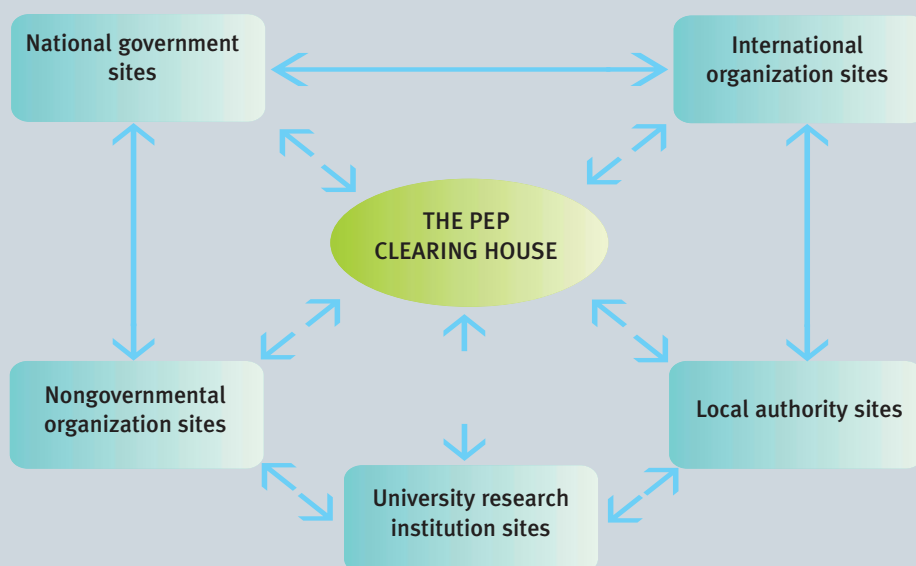 National government
sites
International
organization sites
THE PEP
CLEARING HOUSE
Nongovernmental
organization sites
Local authority sites
University research
institution sites